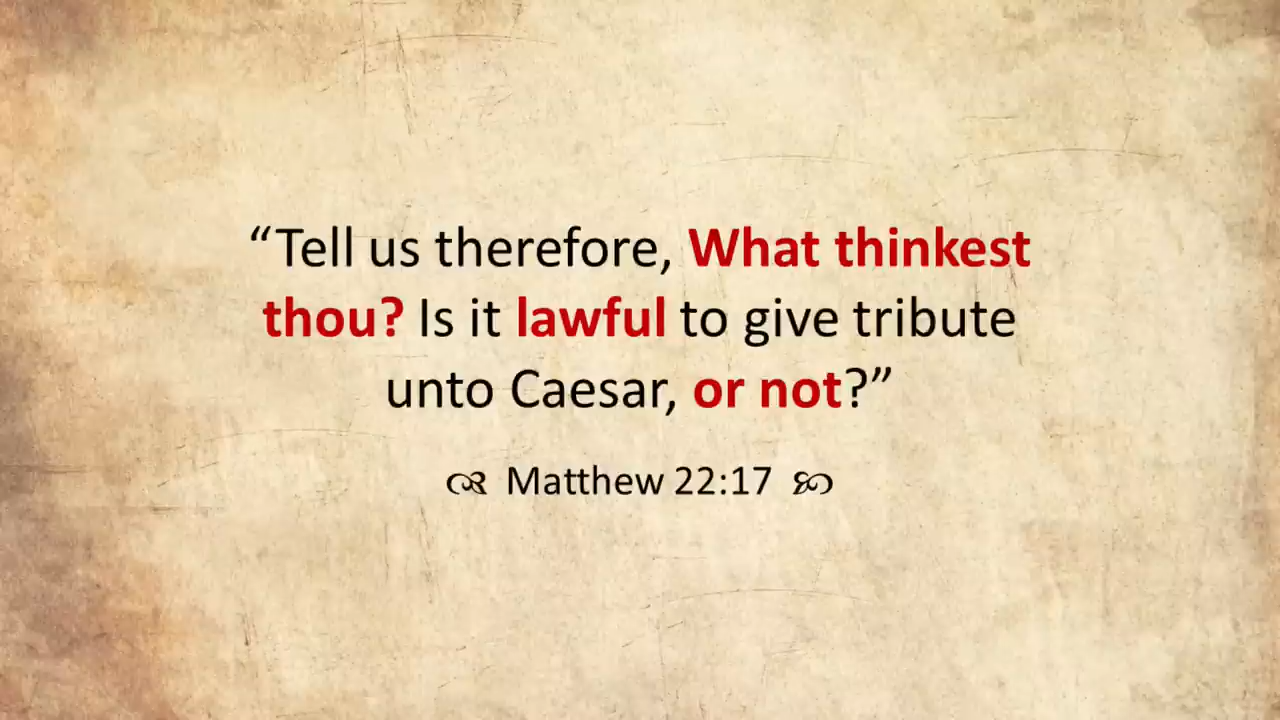 “Tell us therefore, What thinkest
thou? Is it lawful to give tribute
unto Caesar, or not?”
Matthew 22:17